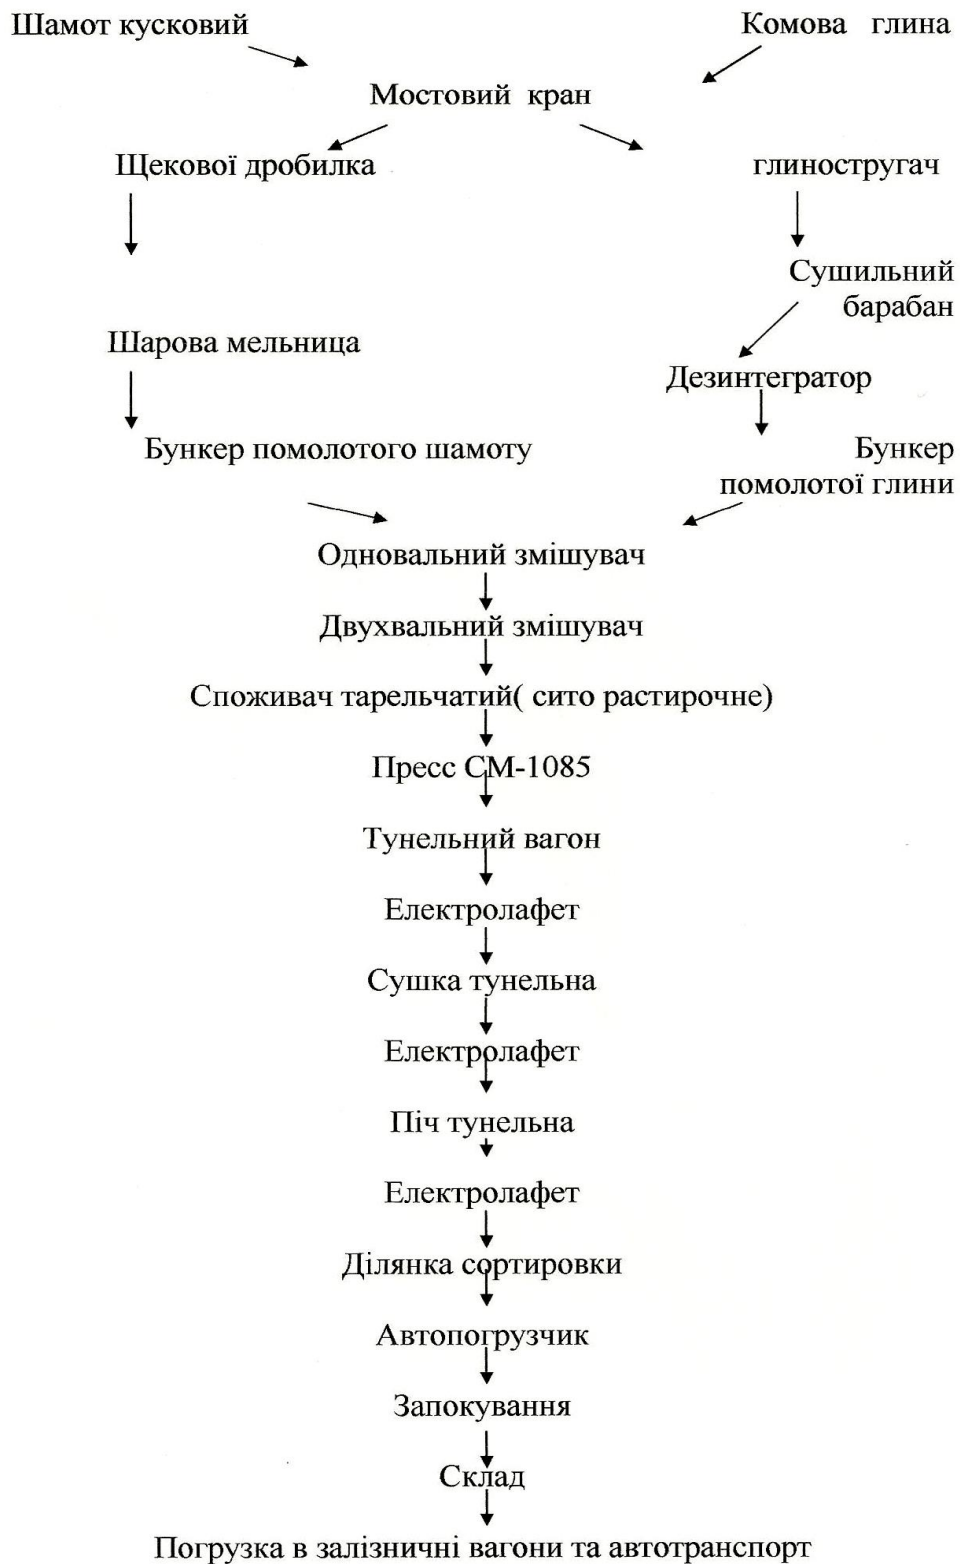 Шамот кусковий
Комова глина
Мостовий кран
Щекової дробилка
глиностругач
Сушильний
барабан
Шарова мельница
Дезинтегратор
Бункер помолотого шамоту
Бункер
помолотої глини
Одновальний змішувач
Двухвальний змішувач
Споживач тарельчатий( сито растирочне)
Пресс СМ-1085
Тунельний вагон
Електролафет
Сушка тунельна
Електролафет
Піч тунельна
Електролафет
Ділянка сортировки
Автопогрузчик
Запокування
Склад
Погрузка в залізничні вагони та автотранспорт